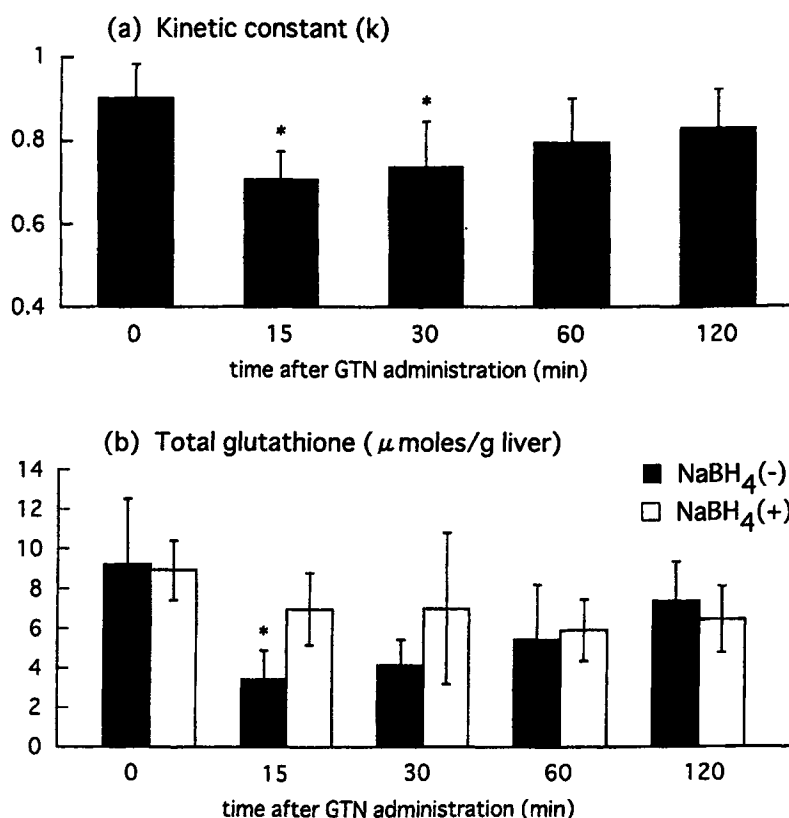 (a) Kinetic constant (k)
1
0.8
0.6
0.4
*
*
0 15 30 60 120
time after GTN administration (min)
(b) Total glutathione (μ moles/g liver)
14
12
10
8
6
4
2
0
NaBH4(-)
NaBH4(+)
*
0 15 30 60 120
time after GTN administration (min)